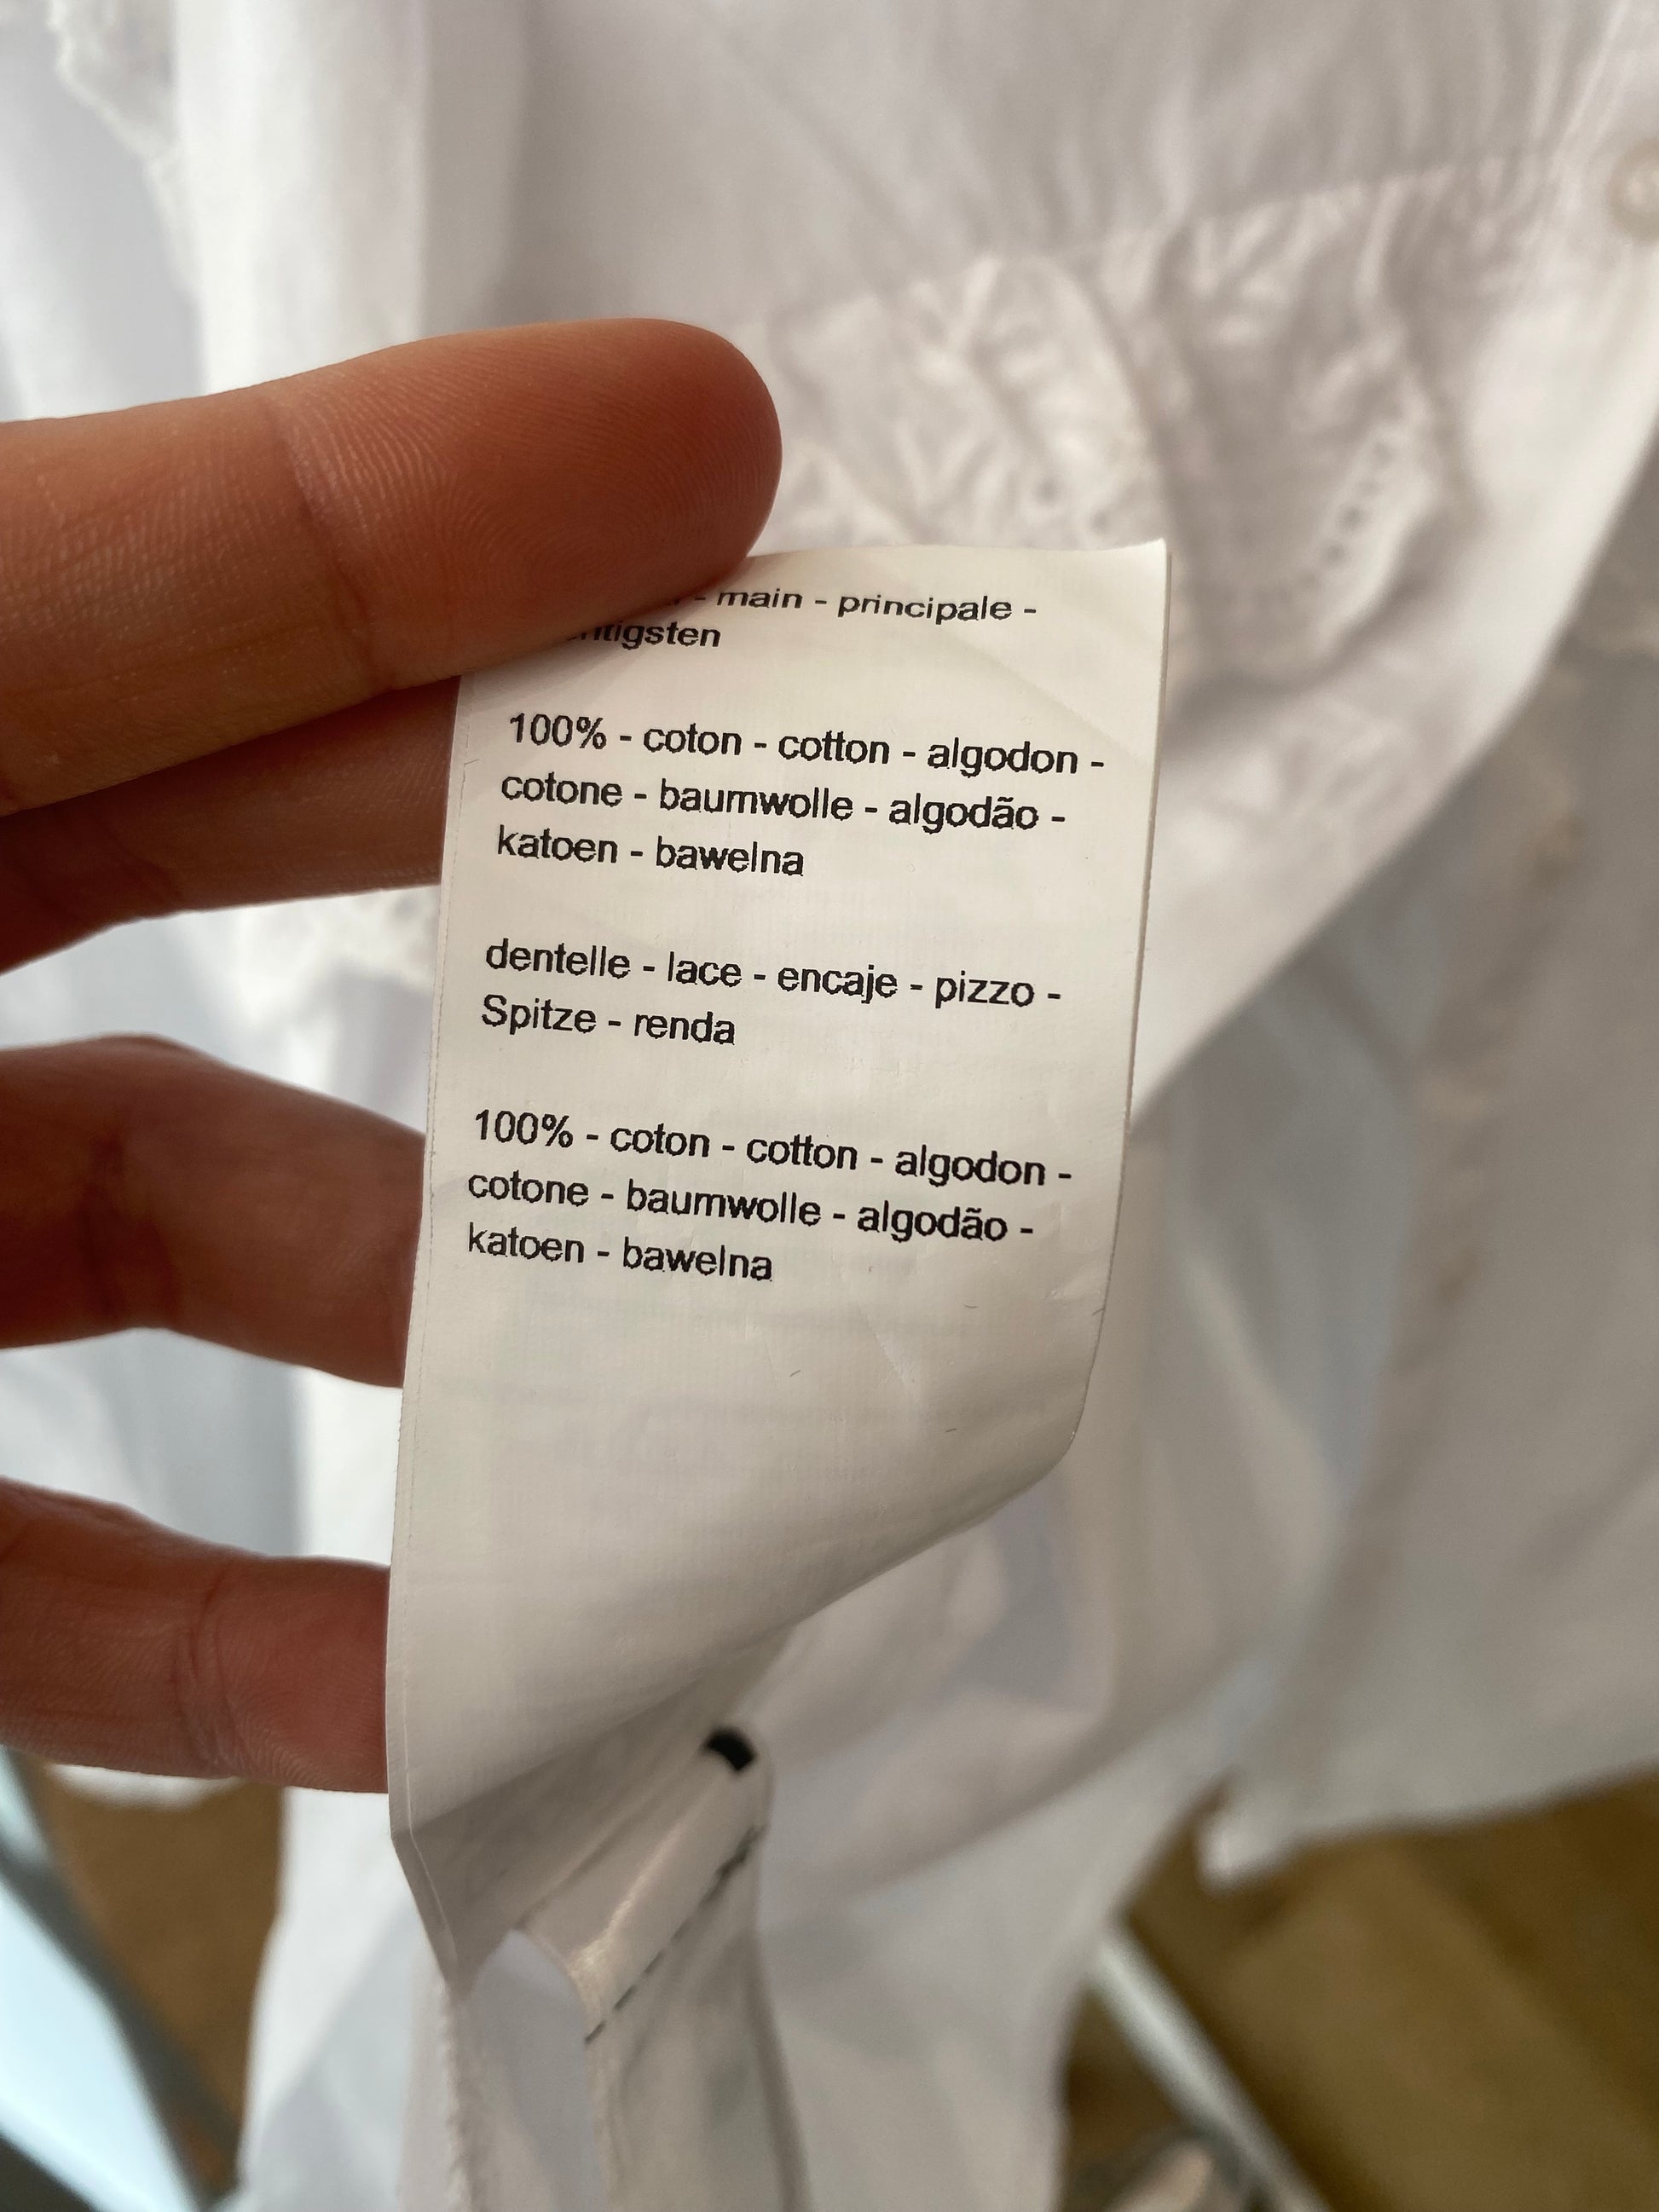 - main - principale -
100% - coton - cotton - algodon -
cotone - baumwolle - algodão -
katoen - bawelna
dentelle - lace - encaje - pizzo -
Spitze - renda
100% - coton - cotton - algodon -
cotone - baumwolle - algodão -
katoen - bawelna